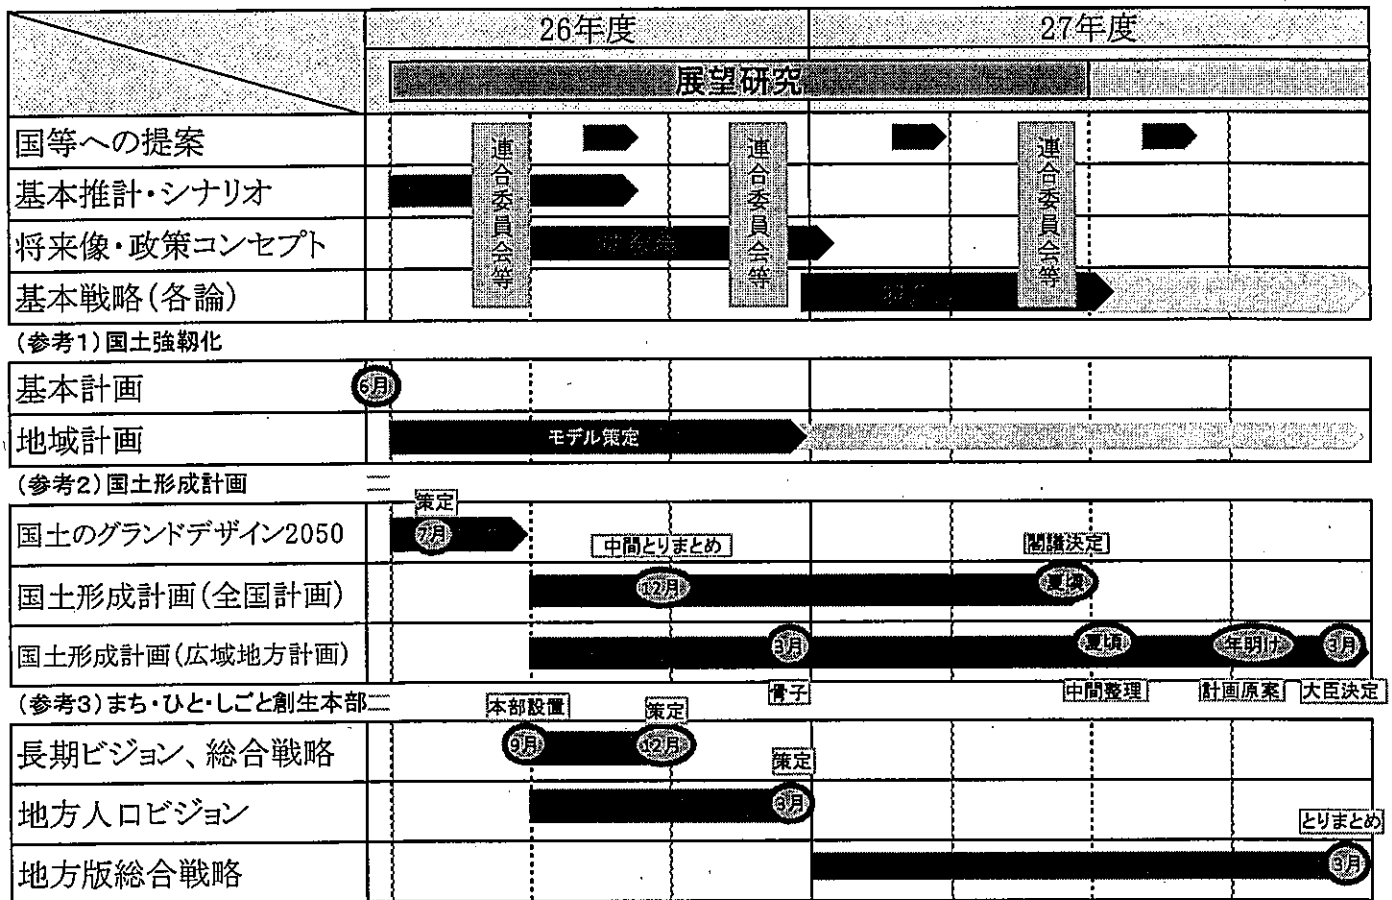 26年度 27年度
展望研究
国等への提案
基本推計・シナリオ
将来像・政策コンセプト
基本戦略(各論)
連合委員会等
連合委員会等
連合委員会等
(参考1)国土強靱化
基本計画 6月
地域計画 モデル策定
(参考2)国土形成計画
策定
国土のグランドデザイン2050 7月
中間とりまとめ 閣議決定
国土形成計画(全国計画) 12月 夏頃
国土形成計画(広域地方計画) 3月 夏頃 年明け 3月
骨子 中間整理 計画原案 大臣決定
(参考3)まち・ひと・しごと創生本部
本部設置 策定
長期ビジョン、総合戦略 9月 12月
策定
地方人口ビジョン 3月
とりまとめ
地方版総合戦略 3月